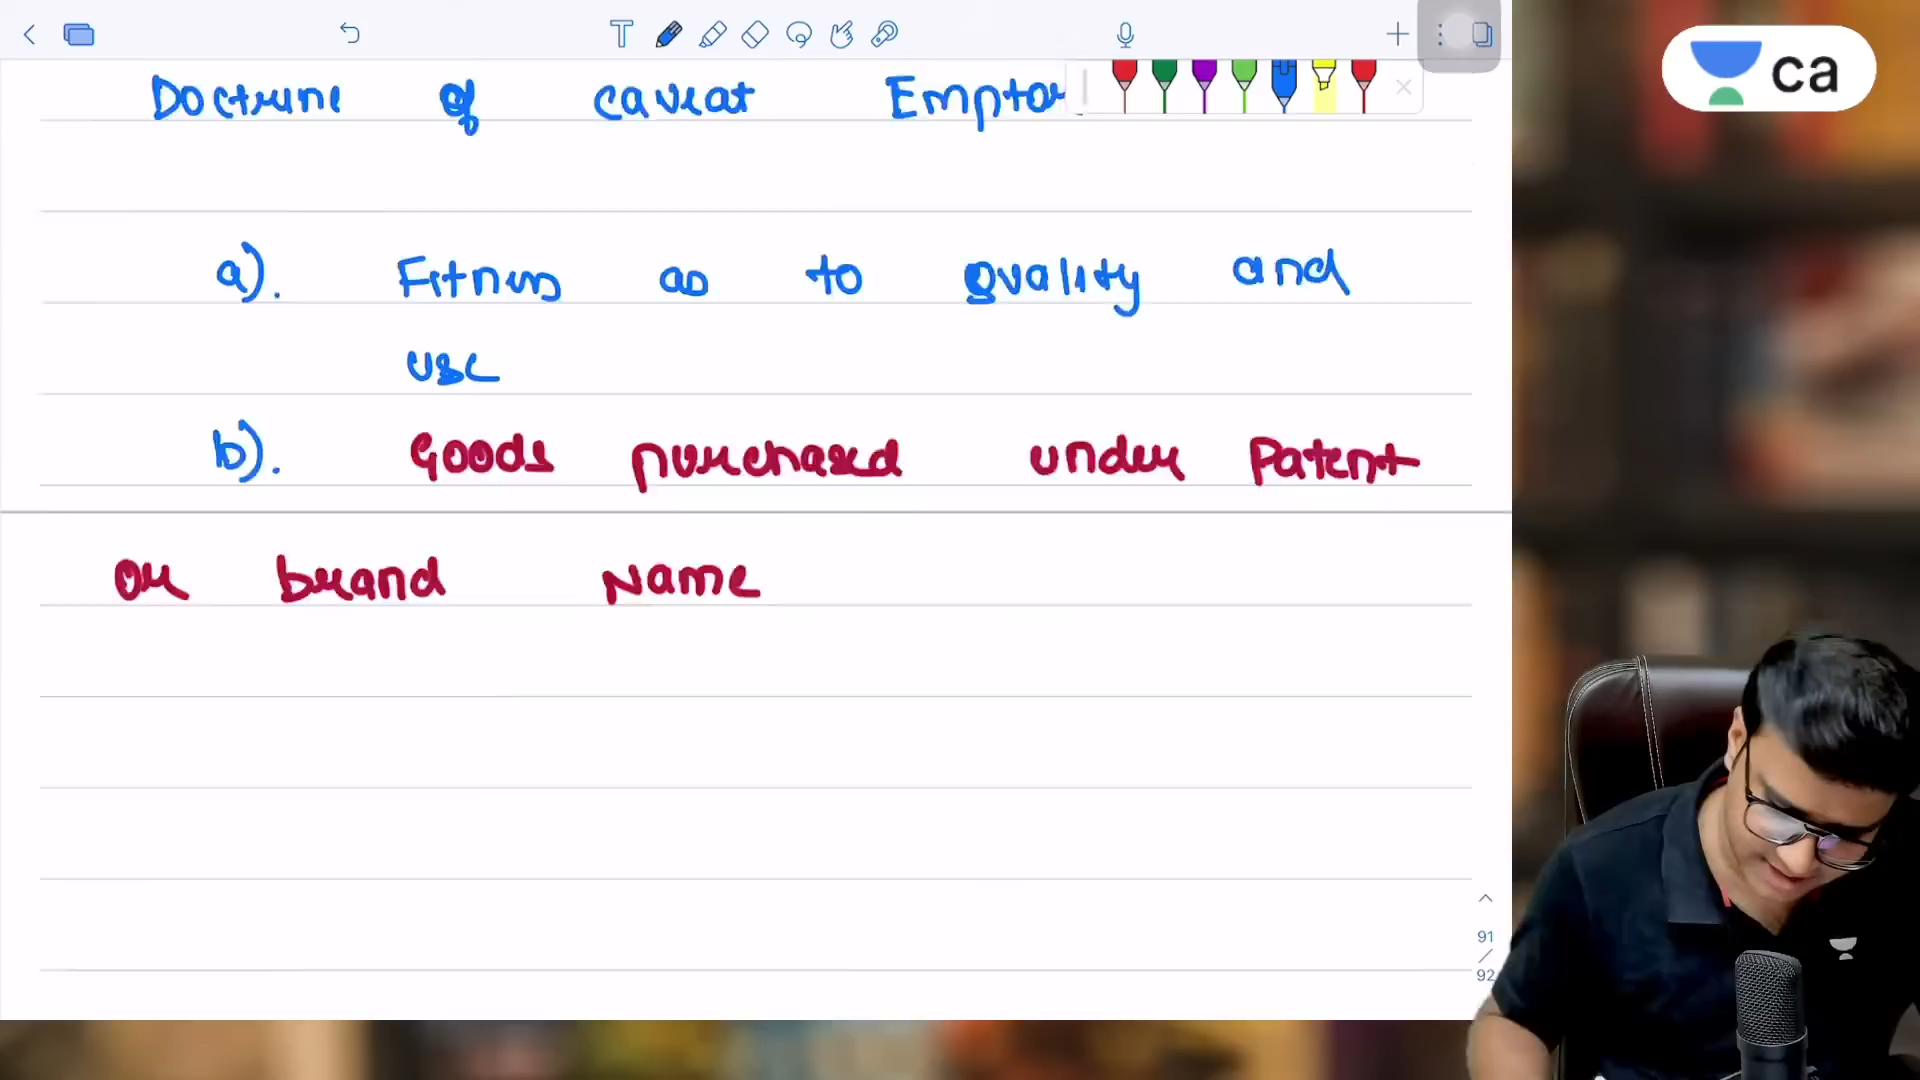 ca
Doctrine of caveat Emptor
a). Fitness as to Quality and
use
b). Goods purchased under Patent
or brand Name
91
92